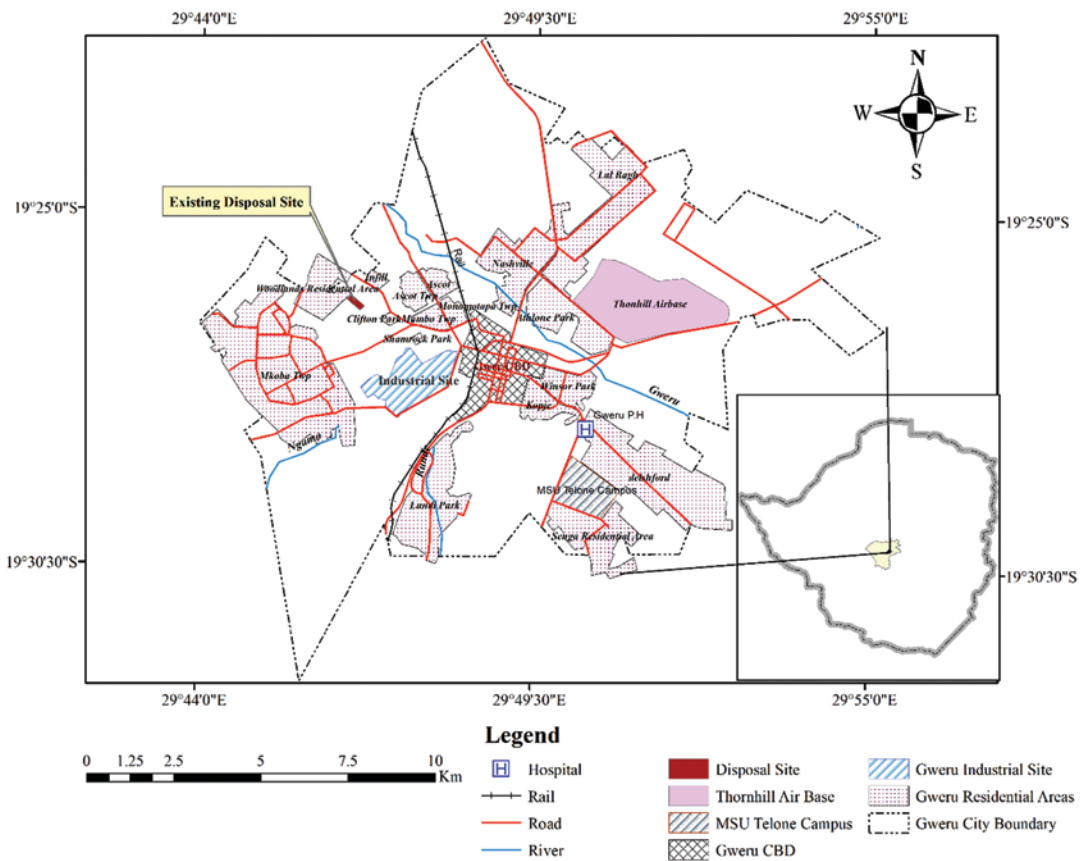 29°44'0"E
29°49'30"E
29°55'0"E
N
W
E
S
19°25'0"S
19°25'0"S
Existing Disposal Site
Lal Bagh
Rail
Nashville
Infill
Ascot
Woodlands Residential Area
Ascot Twp
Monomotapa Twp
Thonhill Airbase
Clifton Park
Mambo Twp
Athlone Park
Shamrock Park
Mkoba Twp
Industrial Site
Gweru CBD
Winsor Park
Gweru
Kopje
Gweru P.H
H
Ngamo
Runde
MSU Telone Campus
Lundi Park
Senga Residential Area
19°30'30"S
19°30'30"S
29°44'0"E
29°49'30"E
29°55'0"E
Legend
0 1.25 2.5 5 7.5 10
Km
H Hospital
Rail
Road
River
Disposal Site
Thornhill Air Base
MSU Telone Campus
Gweru CBD
Gweru Industrial Site
Gweru Residential Areas
Gweru City Boundary